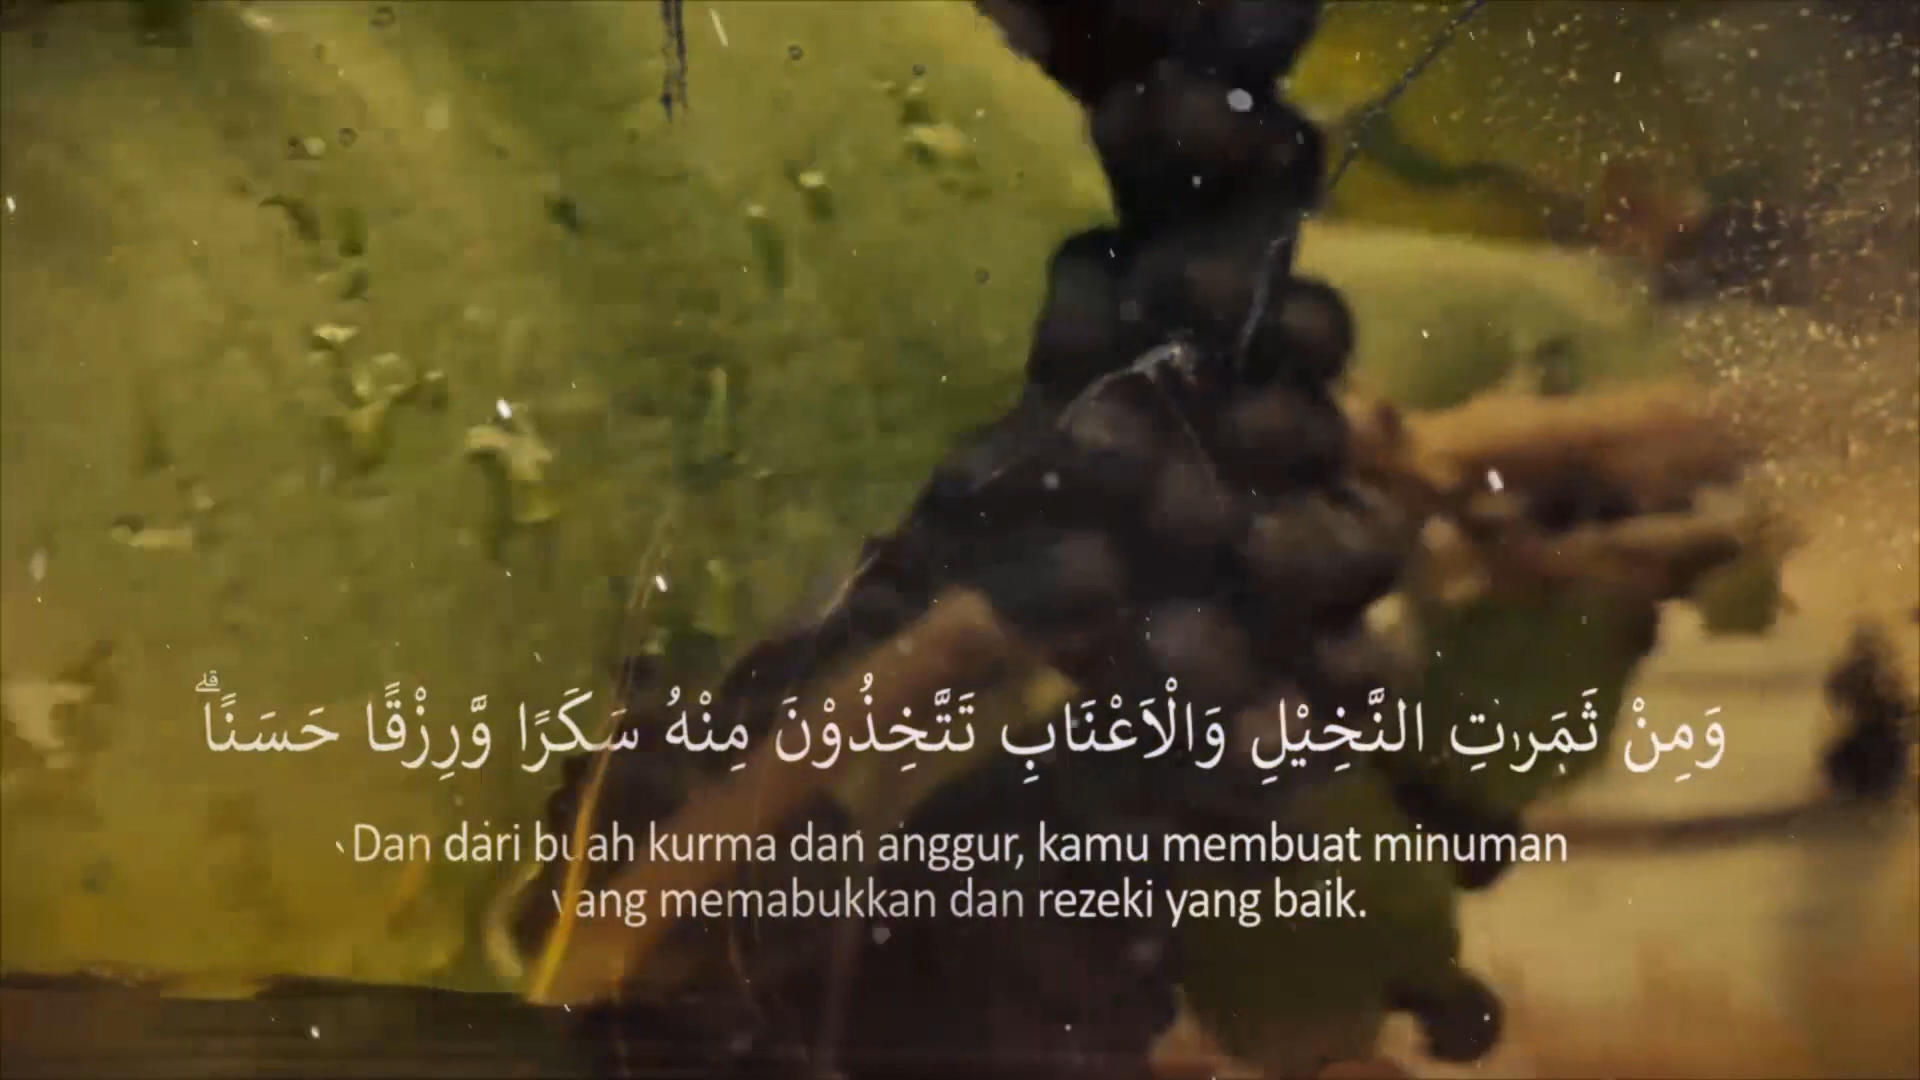 وَمِنْ ثَمَرٰتِ النَّخِيْلِ وَالْاَعْنَابِ تَتَّخِذُوْنَ مِنْهُ سَكَرًا وَّرِزْقًا حَسَنًاۗ
Dan dari buah kurma dan anggur, kamu membuat minuman
yang memabukkan dan rezeki yang baik.